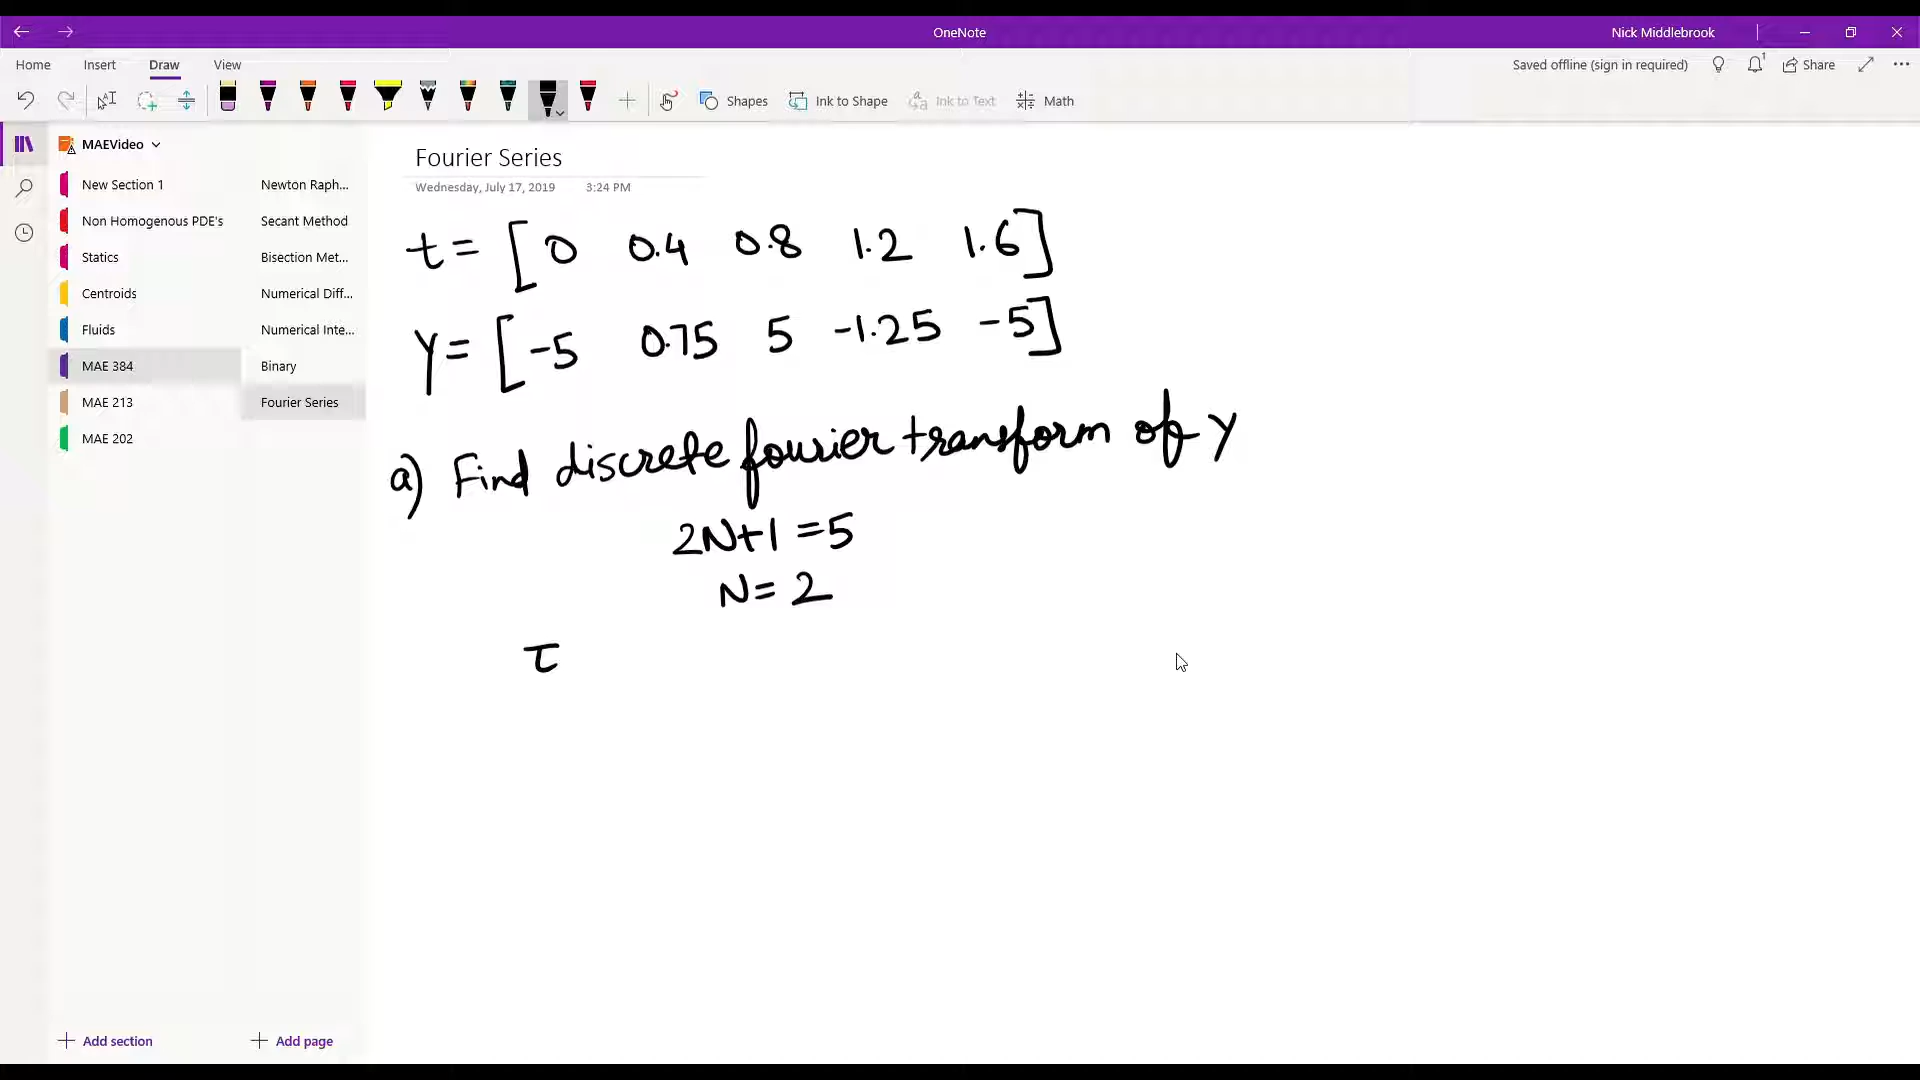 OneNote
Nick Middlebrook
Home Insert Draw View
Saved offline (sign in required)
Share
Shapes
Ink to Shape
Ink to Text
Math
MAEVideo
New Section 1
Non Homogenous PDE's
Statics
Centroids
Fluids
MAE 384
MAE 213
MAE 202
Newton Raph...
Secant Method
Bisection Met...
Numerical Diff...
Numerical Inte...
Binary
Fourier Series
Fourier Series
Wednesday, July 17, 2019 3:24 PM
t = [0 0.4 0.8 1.2 1.6]
y = [-5 0.75 5 -1.25 -5]
a) Find discrete fourier transform of y
2N+1 = 5
N = 2
τ
Add section
Add page